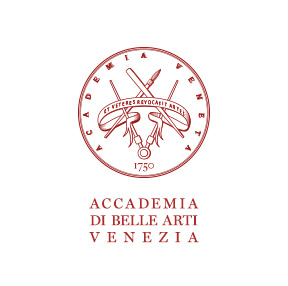 ACADEMIA VENETA
ET VETERES REVOCAVIT ARTES
1750
ACCADEMIA
DI BELLE ARTI
VENEZIA